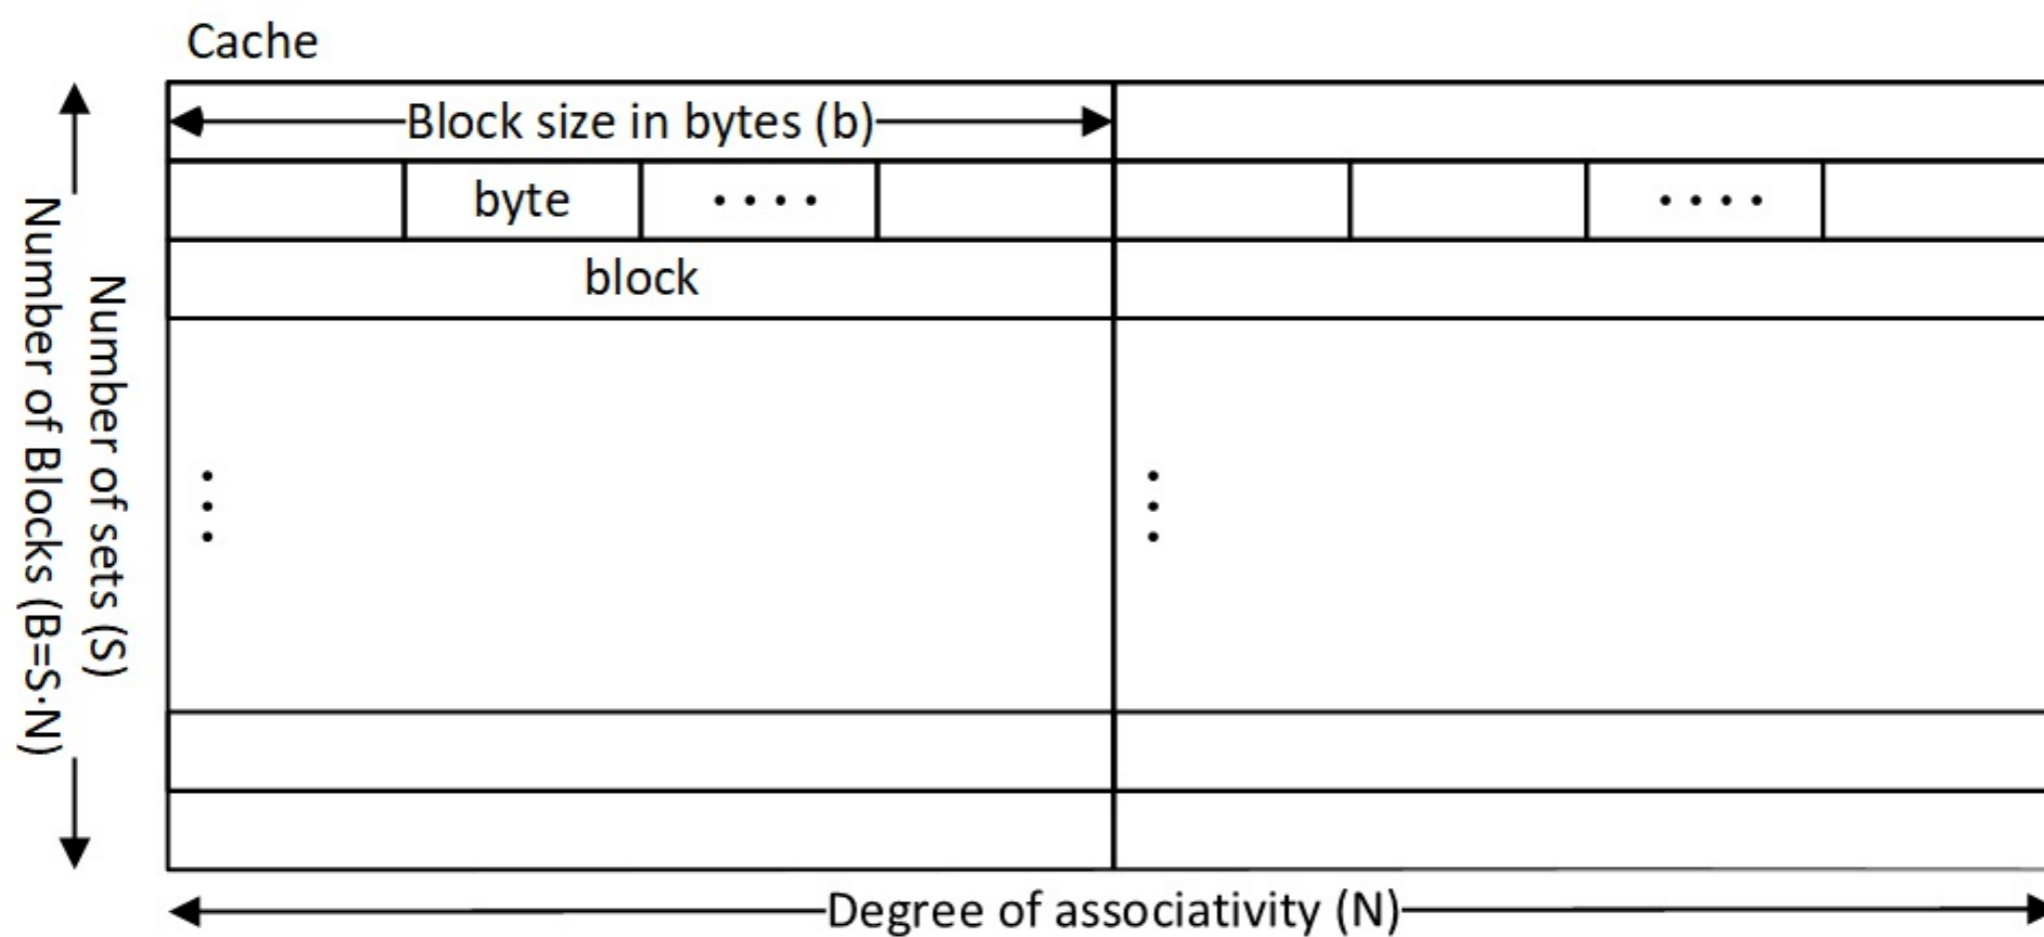 Cache
Block size in bytes (b)
byte
....
....
block
Number of sets (S)
Number of Blocks (B=S·N)
Degree of associativity (N)